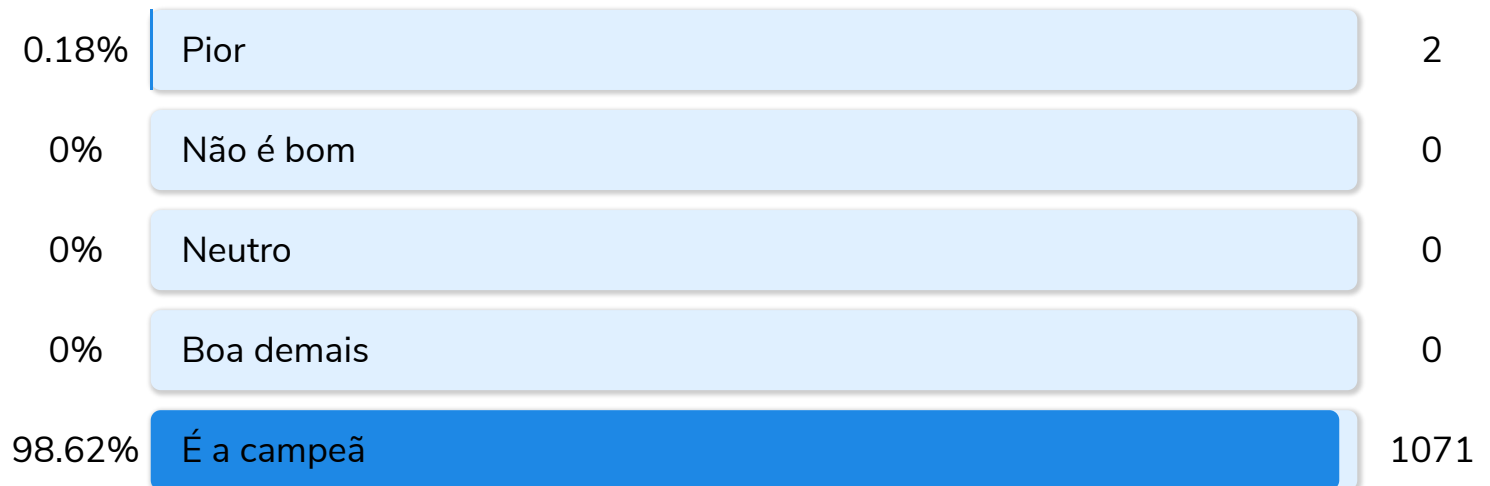 0.18% Pior 2
0% Não é bom 0
0% Neutro 0
0% Boa demais 0
98.62% É a campeã 1071